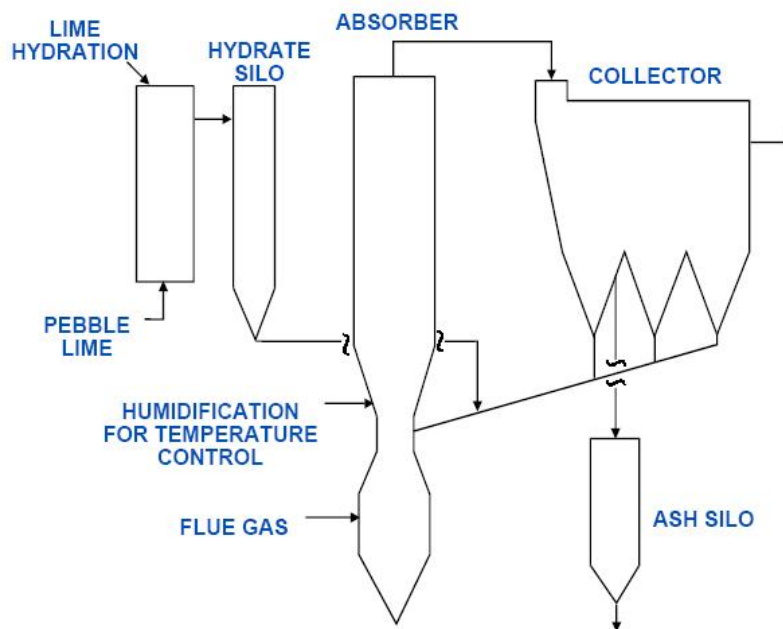 LIME
HYDRATION
HYDRATE
SILO
ABSORBER
COLLECTOR
PEBBLE
LIME
HUMIDIFICATION
FOR TEMPERATURE
CONTROL
FLUE GAS
ASH SILO